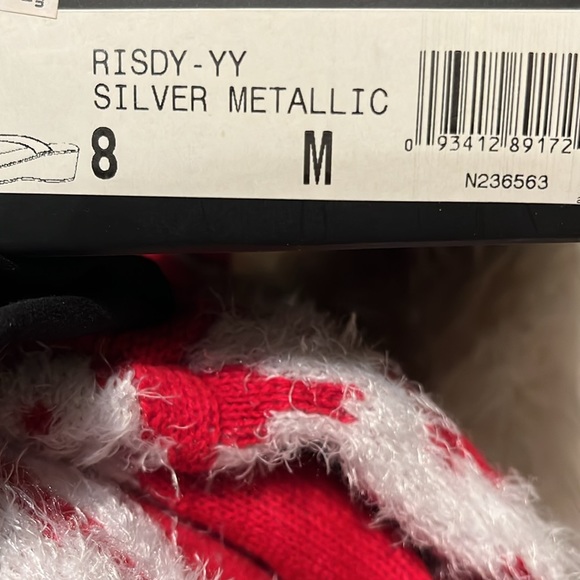 RISDY-YY
SILVER METALLIC
8 M
0 93412 89172
N236563